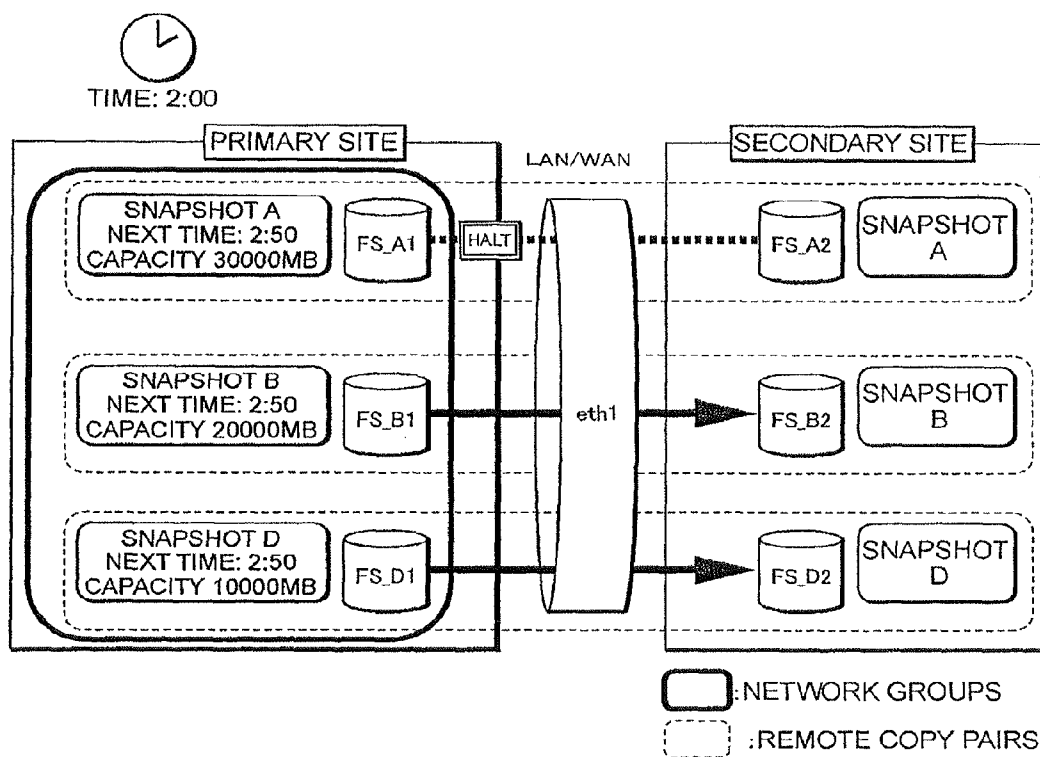 TIME: 2:00
PRIMARY SITE
LAN/WAN
SECONDARY SITE
SNAPSHOT A
NEXT TIME: 2:50
CAPACITY 30000MB
FS_A1
HALT
FS_A2
SNAPSHOT
A
SNAPSHOT B
NEXT TIME: 2:50
CAPACITY 20000MB
FS_B1
eth1
FS_B2
SNAPSHOT
B
SNAPSHOT D
NEXT TIME: 2:50
CAPACITY 10000MB
FS_D1
FS_D2
SNAPSHOT
D
:NETWORK GROUPS
:REMOTE COPY PAIRS